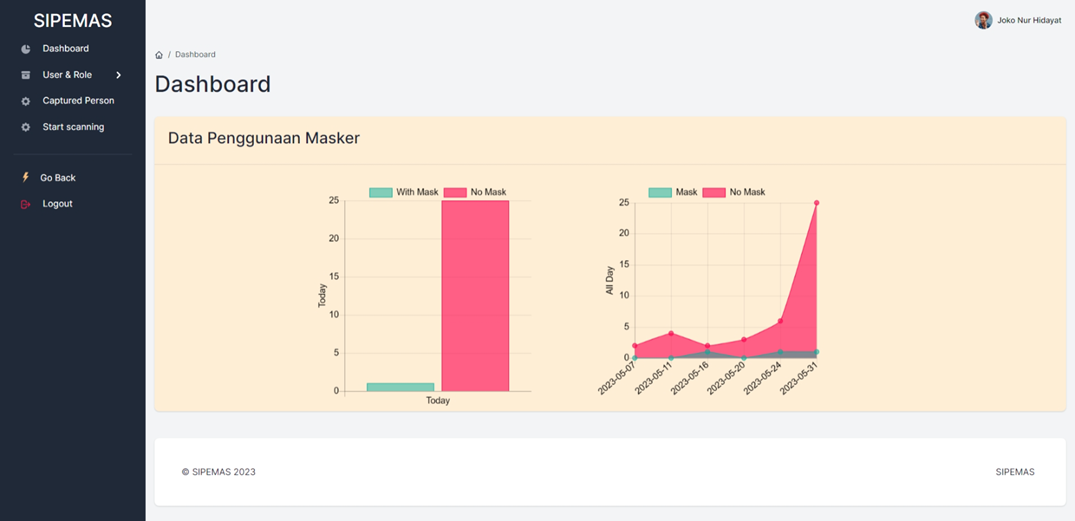 SIPEMAS
Dashboard
User & Role
Captured Person
Start scanning
Go Back
Logout
Joko Nur Hidayat
/ Dashboard
Dashboard
Data Penggunaan Masker
With Mask No Mask
25
20
15
10
5
0
Today
Today
Mask No Mask
25
20
15
10
5
0
All Day
2023-05-07
2023-05-11
2023-05-16
2023-05-20
2023-05-24
2023-05-31
© SIPEMAS 2023
SIPEMAS